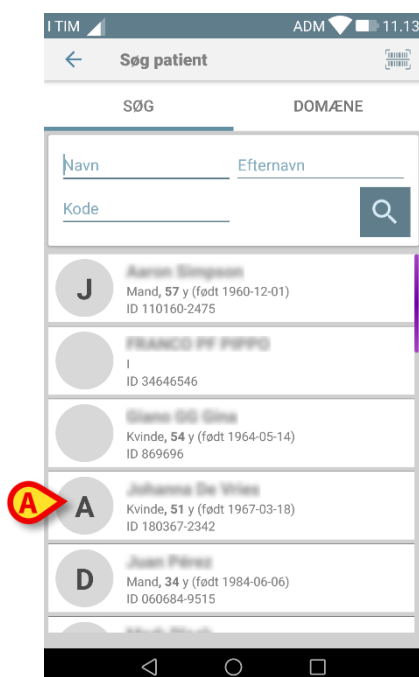 I TIM ADM 11.13
Søg patient
SØG DOMÆNE
Navn Efternavn
Kode
J
Mand, 57 y (født 1960-12-01)
ID 110160-2475
I
ID 34646546
Kvinde, 54 y (født 1964-05-14)
ID 869696
A
A
Kvinde, 51 y (født 1967-03-18)
ID 180367-2342
D
Mand, 34 y (født 1984-06-06)
ID 060684-9515